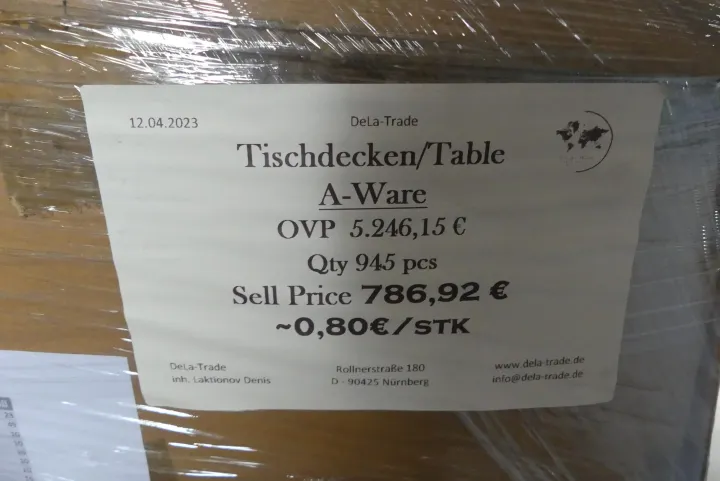 12.04.2023
DeLa-Trade
Tischdecken/Table
A-Ware
OVP 5.246,15 €
Qty 945 pcs
Sell Price 786,92 €
~0,80€/STK
DeLa-Trade
inh. Laktionov Denis
Rollnerstraße 180
D - 90425 Nürnberg
www.dela-trade.de
info@dela-trade.de